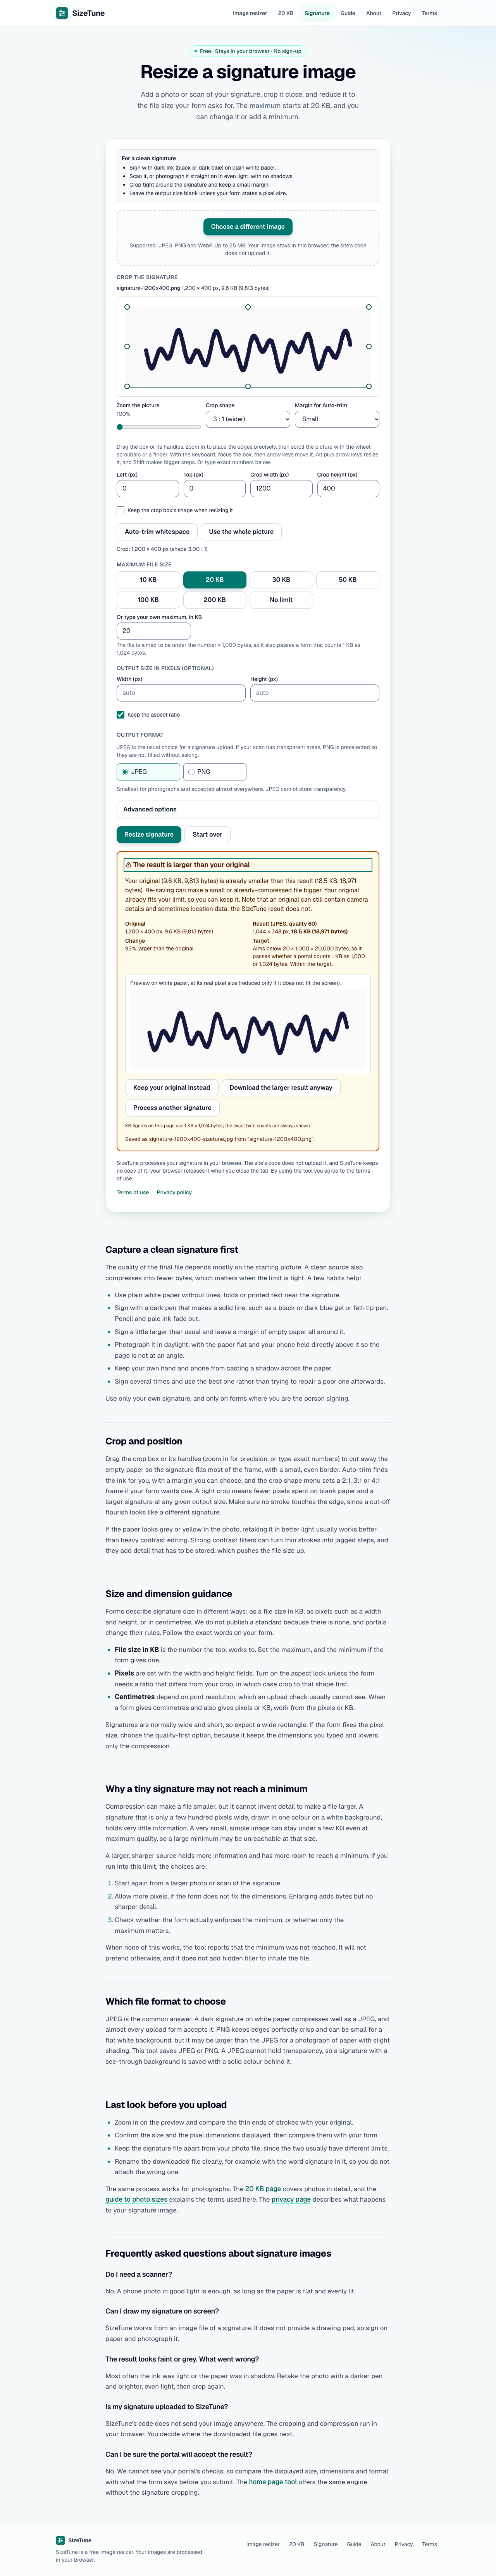 SizeTune
Image resizer
20 KB
Signature
Guide
About
Privacy
Terms
Free · Stays in your browser · No sign-up
Resize a signature image
Add a photo or scan of your signature, crop it close, and reduce it to
the file size your form asks for. The maximum starts at 20 KB, and you
can change it or add a minimum.
For a clean signature
Sign with dark ink (black or dark blue) on plain white paper.
Scan it, or photograph it straight on in even light, with no shadows.
Crop tight around the signature and keep a small margin.
Leave the output size blank unless your form states a pixel size.
Choose a different image
Supported: JPEG, PNG and WebP. Up to 25 MB. Your image stays in this browser; the site's code
does not upload it.
CROP THE SIGNATURE
signature-1200x400.png 1,200 × 400 px, 9.6 KB (9,813 bytes)
Zoom the picture
Crop shape
Margin for Auto-trim
100%
3 : 1 (wider)
Small
Drag the box or its handles. Zoom in to place the edges precisely, then scroll the picture with the wheel,
scrollbars or a finger. With the keyboard: focus the box, then arrow keys move it, Alt plus arrow keys resize
it, and Shift makes bigger steps. Or type exact numbers below.
Left (px)
Top (px)
Crop width (px)
Crop height (px)
0
0
1200
400
Keep the crop box's shape when resizing it
Auto-trim whitespace
Use the whole picture
Crop: 1,200 × 400 px (shape 3.00 : 1)
MAXIMUM FILE SIZE
10 KB
20 KB
30 KB
50 KB
100 KB
200 KB
No limit
Or type your own maximum, in KB
20
The file is aimed to be under the number × 1,000 bytes, so it also passes a form that counts 1 KB as
1,024 bytes.
OUTPUT SIZE IN PIXELS (OPTIONAL)
Width (px)
Height (px)
auto
auto
Keep the aspect ratio
OUTPUT FORMAT
JPEG is the usual choice for a signature upload. If your scan has transparent areas, PNG is preselected so
they are not filled without asking.
JPEG
PNG
Smallest for photographs and accepted almost everywhere. JPEG cannot store transparency.
Advanced options
Resize signature
Start over
The result is larger than your original
Your original (9.6 KB, 9,813 bytes) is already smaller than this result (18.5 KB, 18,971
bytes). Re-saving can make a small or already-compressed file bigger. Your original
already fits your limit, so you can keep it. Note that an original can still contain camera
details and sometimes location data; the SizeTune result does not.
Original
1,200 × 400 px, 9.6 KB (9,813 bytes)
Result (JPEG, quality 60)
1,044 × 348 px, 18.5 KB (18,971 bytes)
Change
93% larger than the original
Target
Aims below 20 × 1,000 = 20,000 bytes, so it
passes whether a portal counts 1 KB as 1,000
or 1,024 bytes. Within the target.
Preview on white paper, at its real pixel size (reduced only if it does not fit the screen).
Keep your original instead
Download the larger result anyway
Process another signature
KB figures on this page use 1 KB = 1,024 bytes; the exact byte counts are always shown.
Saved as signature-1200x400-sizetune.jpg from "signature-1200x400.png".
SizeTune processes your signature in your browser. The site's code does not upload it, and SizeTune keeps
no copy of it; your browser releases it when you close the page. By using the tool you agree to the Terms
of use.
Terms of use
Privacy policy
Capture a clean signature first
The quality of the final file depends mostly on the starting picture. A clean source also
compresses into fewer bytes, which matters when the limit is tight. A few habits help:
Use plain white paper without lines, folds or printed text near the signature.
Sign with a dark pen that makes a solid line, such as a black or dark blue gel or felt-tip pen.
Pencil and pale ink fade out.
Sign a little larger than usual and leave a margin of empty paper all around it.
Photograph it in daylight, with the paper flat and your phone held directly above it so the
page is not at an angle.
Keep your own hand and phone from casting a shadow across the paper.
Sign several times and use the best one rather than trying to repair a poor one afterwards.
Use only your own signature, and only on forms where you are the person signing.
Crop and position
Drag the crop box or its handles (zoom in for precision, or type exact numbers) to cut away the
empty paper so the signature fills most of the frame, with a small, even border. Auto-trim finds
the ink for you, with a margin you can choose, and the crop shape menu sets a 2:1, 3:1 or 4:1
frame if your form wants one. A tight crop means fewer pixels spent on blank paper and a
larger signature at any given output size. Make sure no stroke touches the edge, since a cut-off
flourish looks like a different signature.
If the paper looks grey or yellow in the photo, retaking it in better light usually works better
than heavy contrast editing. Strong contrast filters can turn thin strokes into jagged steps, and
they add detail that has to be stored, which pushes the file size up.
Size and dimension guidance
Forms describe signature size in different ways: as a file size in KB, as pixels such as a width
and height, or in centimetres. We do not publish a standard because there is none, and portals
change their rules. Follow the exact words on your form.
File size in KB is the number the tool works to. Set the maximum, and the minimum if the
form gives one.
Pixels are set with the width and height fields. Turn on the aspect lock unless the form
needs a ratio that differs from your crop, in which case crop to that shape first.
Centimetres depend on print resolution, which an upload check usually cannot see. When
a form gives centimetres and also gives pixels or KB, work from the pixels or KB.
Signatures are normally wide and short, so expect a wide rectangle. If the form fixes the pixel
size, choose the quality-first option, because it keeps the dimensions you typed and lowers
only the compression.
Why a tiny signature may not reach a minimum
Compression can make a file smaller, but it cannot invent detail to make a file larger. A
signature that is only a few hundred pixels wide, drawn in one colour on a white background,
holds very little information. A very small, simple image can stay under a few KB even at
maximum quality, so a large minimum may be unreachable at that size.
A larger, sharper source holds more information and has more room to reach a minimum. If you
run into this limit, the choices are:
1. Start again from a larger photo or scan of the signature.
2. Allow more pixels, if the form does not fix the dimensions. Enlarging adds bytes but no
sharper detail.
3. Check whether the form actually enforces the minimum, or whether only the
maximum matters.
When none of this works, the tool reports that the minimum was not reached. It will not
pretend otherwise, and it does not add hidden filler to inflate the file.
Which file format to choose
JPEG is the common answer. A dark signature on white paper compresses well as a JPEG, and
almost every upload form accepts it. PNG keeps edges perfectly crisp and can be small for a
flat white background, but it may be larger than the JPEG for a photograph of paper with slight
shading. This tool saves JPEG or PNG. A JPEG cannot hold transparency, so a signature with a
see-through background is saved with a solid colour behind it.
Last look before you upload
Zoom in on the preview and compare the thin ends of strokes with your original.
Confirm the size and the pixel dimensions displayed, then compare them with your form.
Keep the signature file apart from your photo file, since the two usually have different limits.
Rename the downloaded file clearly, for example with the word signature in it, so you do not
attach the wrong one.
The same process works for photographs. The 20 KB page covers photos in detail, and the
guide to photo sizes explains the terms used here. The privacy page describes what happens
to your signature image.
Frequently asked questions about signature images
Do I need a scanner?
No. A phone photo in good light is enough, as long as the paper is flat and evenly lit.
Can I draw my signature on screen?
SizeTune works from an image file of a signature. It does not provide a drawing pad, so sign on
paper and photograph it.
The result looks faint or grey. What went wrong?
Most often the ink was light or the paper was in shadow. Retake the photo with a darker pen
and brighter, even light, then crop again.
Is my signature uploaded to SizeTune?
SizeTune's code does not send your image anywhere. The cropping and compression run in
your browser. You decide where the downloaded file goes next.
Can I be sure the portal will accept the result?
No. We cannot see your portal's checks, so compare the displayed size, dimensions and format
with what the form says before you submit. The home page tool offers the same engine
without the signature cropping.
SizeTune
SizeTune is a free image resizer. Your images are processed
in your browser.
Image resizer
20 KB
Signature
Guide
About
Privacy
Terms